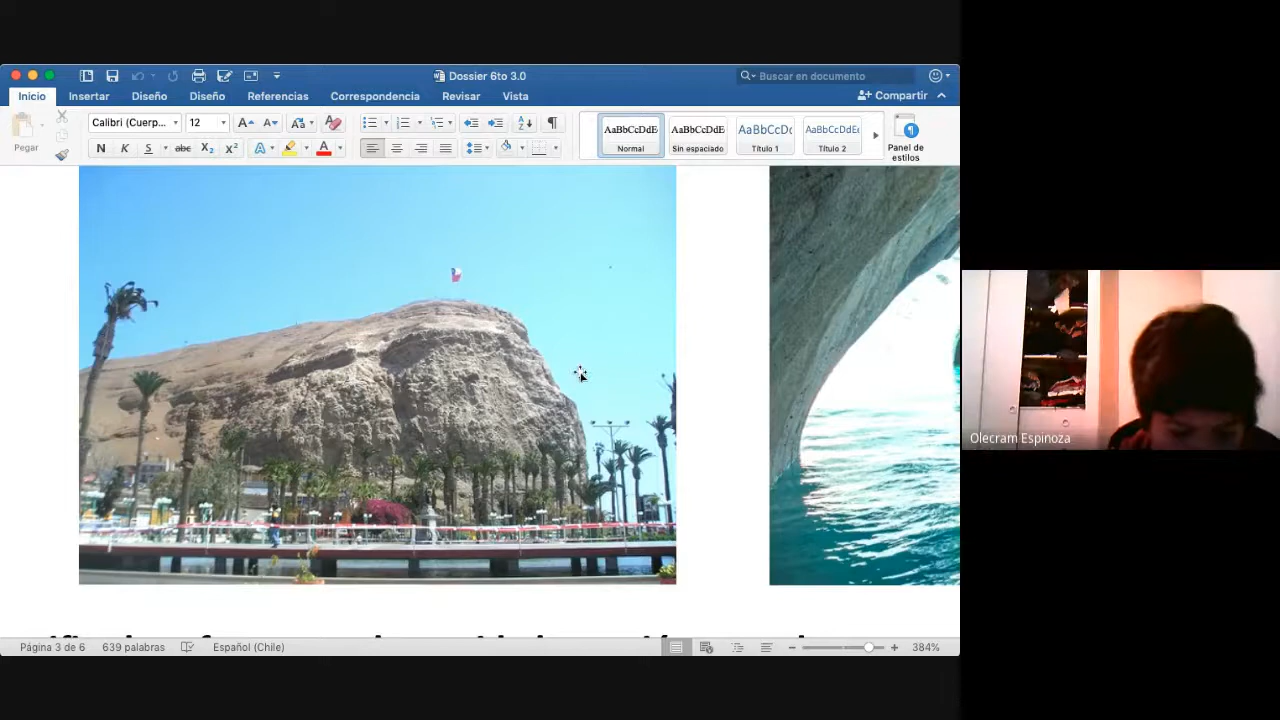 Dossier 6to 3.0
Buscar en documento
Inicio Insertar Diseño Diseño Referencias Correspondencia Revisar Vista
Compartir
Pegar
Calibri (Cuerp... 12
AaBbCcDdE AaBbCcDdE AaBbCcDc AaBbCcDdEe
Normal Sin espaciado Título 1 Título 2
Panel de
estilos
N K S abc X2 X2 A A
Olecram Espinoza
Página 3 de 6 639 palabras Español (Chile) 384%